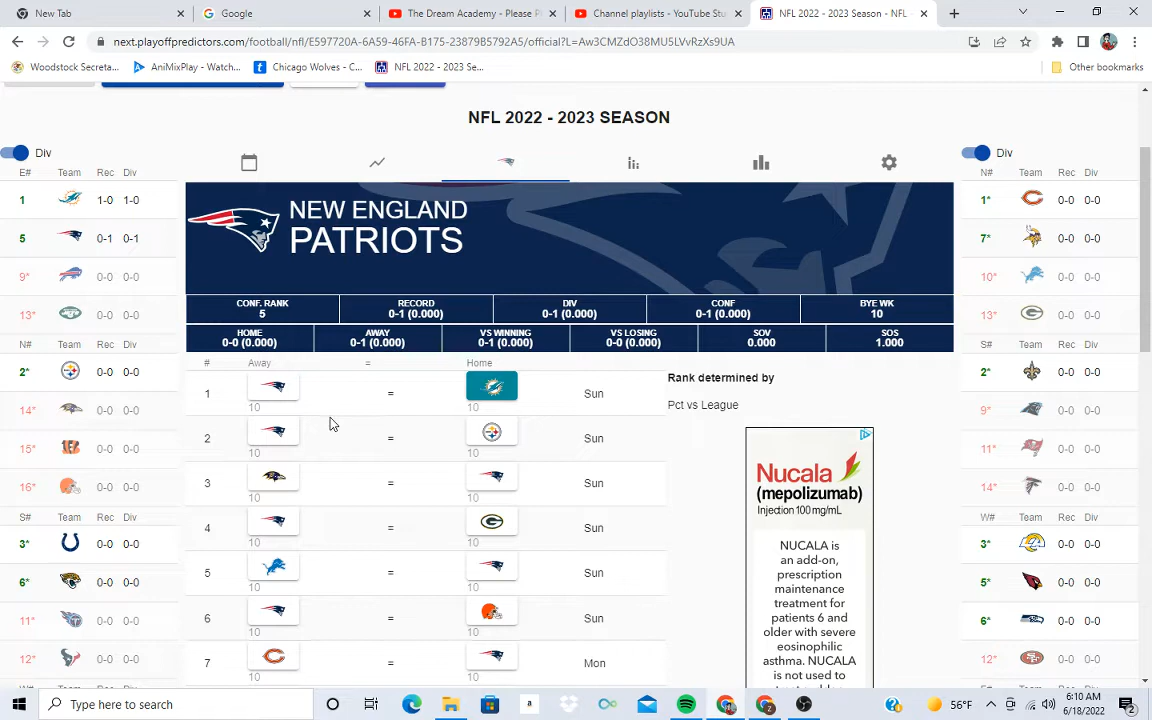 New Tab
Google
The Dream Academy - Please P
Channel playlists - YouTube Stu
NFL 2022 - 2023 Season - NFL
next.playoffpredictors.com/football/nfl/E597720A-6A59-46FA-B175-23879B5792A5/official?L=Aw3CMZdO38MU5LVvRzXs9UA
Woodstock Secreta...
AniMixPlay - Watch...
Chicago Wolves - C...
NFL 2022 - 2023 Se...
Other bookmarks
NFL 2022 - 2023 SEASON
Div
E# Team Rec Div
1 1-0 1-0
5 0-1 0-1
9* 0-0 0-0
13* 0-0 0-0
N# Team Rec Div
2* 0-0 0-0
14* 0-0 0-0
15* 0-0 0-0
16* 0-0 0-0
S# Team Rec Div
3* 0-0 0-0
6* 0-0 0-0
11* 0-0 0-0
12* 0-0 0-0
NEW ENGLAND
PATRIOTS
CONF. RANK
5
RECORD
0-1 (0.000)
DIV
0-1 (0.000)
CONF
0-1 (0.000)
BYE WK
10
HOME
0-0 (0.000)
AWAY
0-1 (0.000)
VS WINNING
0-1 (0.000)
VS LOSING
0-0 (0.000)
SOV
0.000
SOS
1.000
# Away = Home
1 = Sun
10 10
2 = Sun
10 10
3 = Sun
10 10
4 = Sun
10 10
5 = Sun
10 10
6 = Sun
10 10
7 = Mon
10 10
Rank determined by
Pct vs League
Nucala
(mepolizumab)
Injection 100 mg/mL
NUCALA is
an add-on,
prescription
maintenance
treatment for
patients 6 and
older with severe
eosinophilic
asthma. NUCALA
is not used to
Div
N# Team Rec Div
1* 0-0 0-0
7* 0-0 0-0
10* 0-0 0-0
13* 0-0 0-0
S# Team Rec Div
2* 0-0 0-0
9* 0-0 0-0
11* 0-0 0-0
14* 0-0 0-0
W# Team Rec Div
3* 0-0 0-0
5* 0-0 0-0
6* 0-0 0-0
12* 0-0 0-0
Type here to search
56°F
6:10 AM
6/18/2022
2